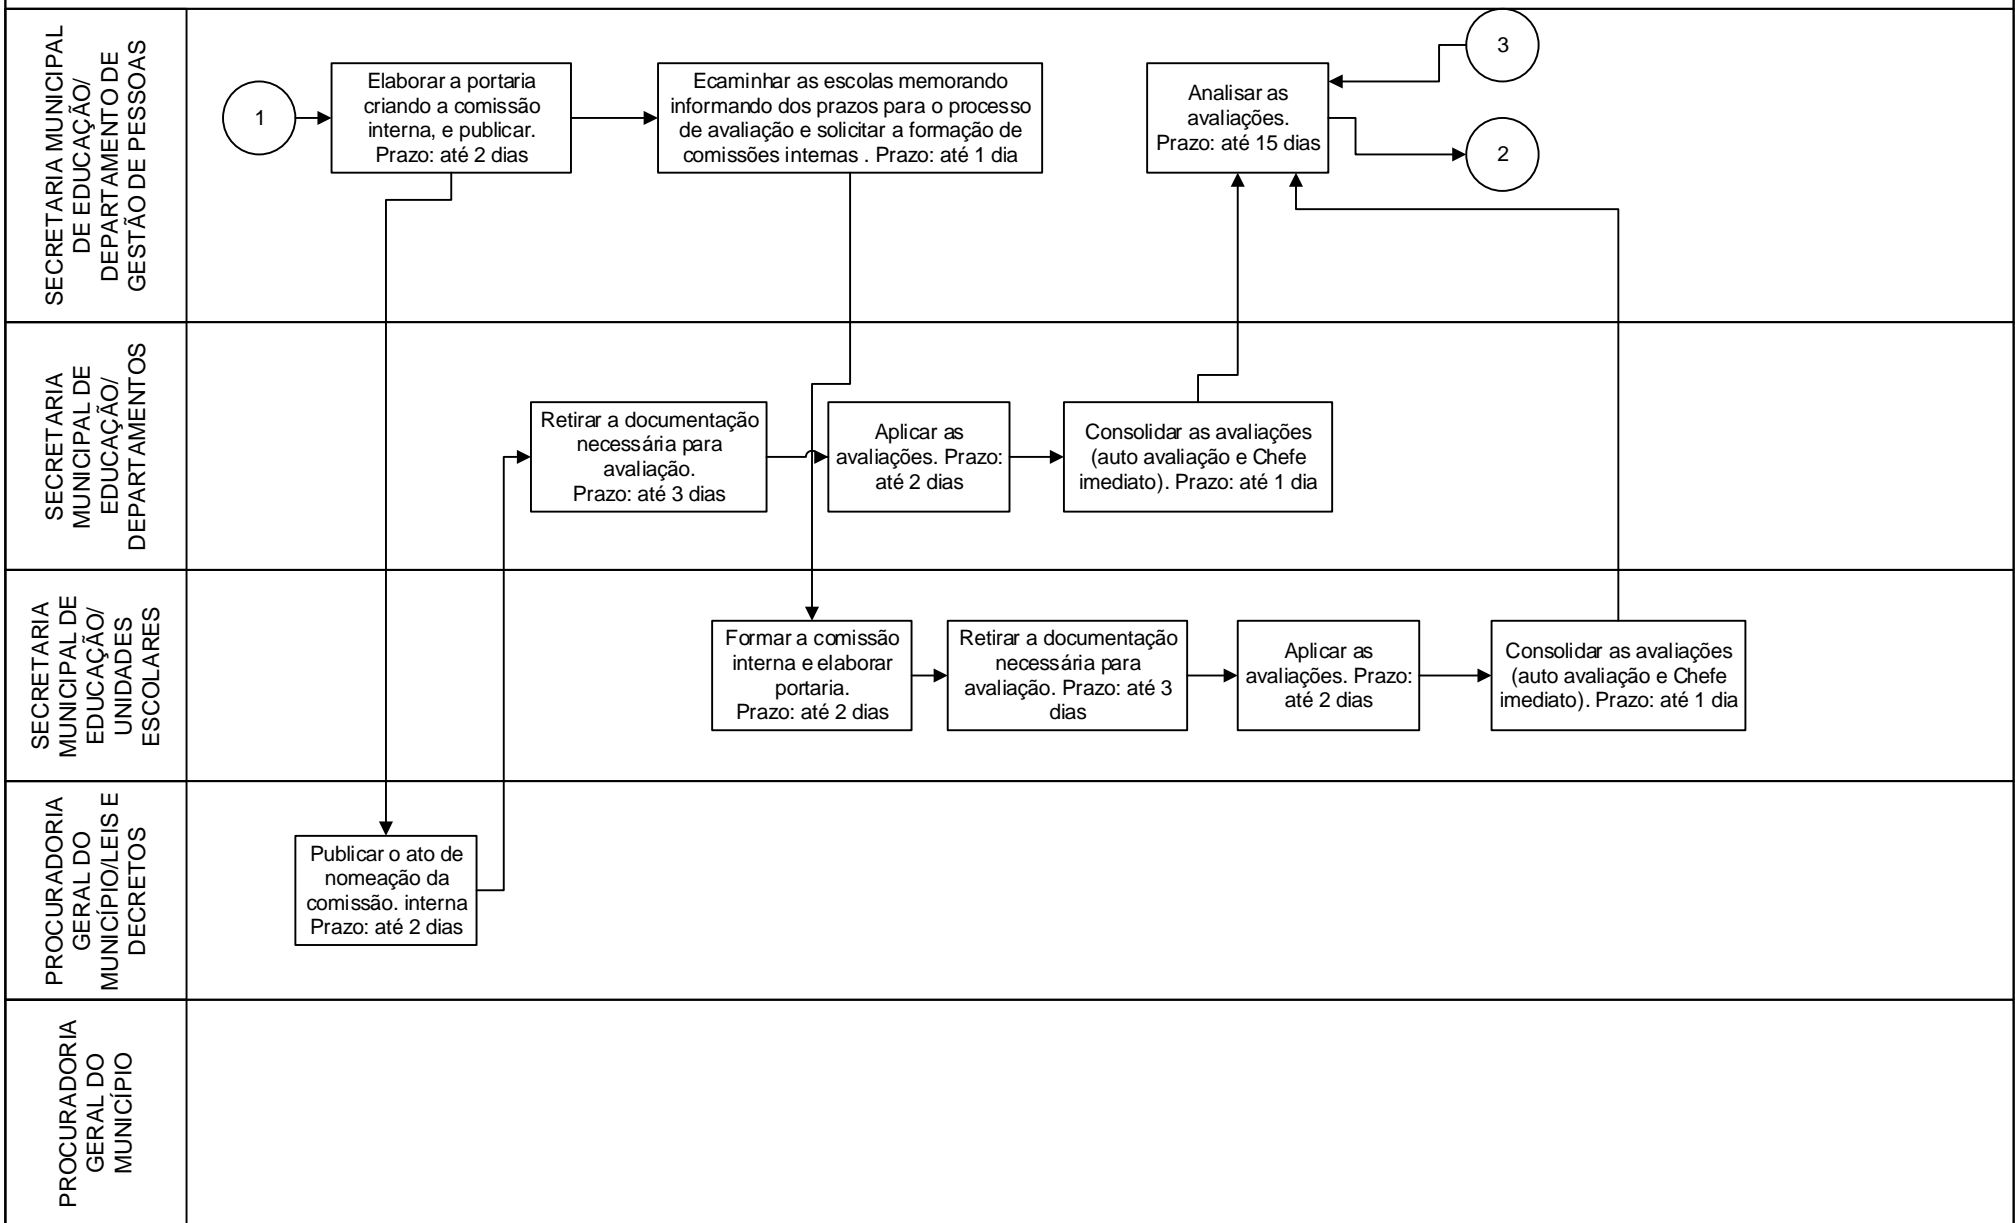 SECRETARIA MUNICIPAL
DE EDUCAÇÃO/
DEPARTAMENTO DE
GESTÃO DE PESSOAS
1
Elaborar a portaria
criando a comissão
interna, e publicar.
Prazo: até 2 dias
Ecaminhar as escolas memorando
informando dos prazos para o processo
de avaliação e solicitar a formação de
comissões internas . Prazo: até 1 dia
Analisar as
avaliações.
Prazo: até 15 dias
3
2
SECRETARIA
MUNICIPAL DE
EDUCAÇÃO/
DEPARTAMENTOS
Retirar a documentação
necessária para
avaliação.
Prazo: até 3 dias
Aplicar as
avaliações. Prazo:
até 2 dias
Consolidar as avaliações
(auto avaliação e Chefe
imediato). Prazo: até 1 dia
SECRETARIA
MUNICIPAL DE
EDUCAÇÃO/
UNIDADES
ESCOLARES
Formar a comissão
interna e elaborar
portaria.
Prazo: até 2 dias
Retirar a documentação
necessária para
avaliação. Prazo: até 3
dias
Aplicar as
avaliações. Prazo:
até 2 dias
Consolidar as avaliações
(auto avaliação e Chefe
imediato). Prazo: até 1 dia
PROCURADORIA
GERAL DO
MUNICÍPIO/LEIS E
DECRETOS
Publicar o ato de
nomeação da
comissão. interna
Prazo: até 2 dias
PROCURADORIA
GERAL DO
MUNICÍPIO